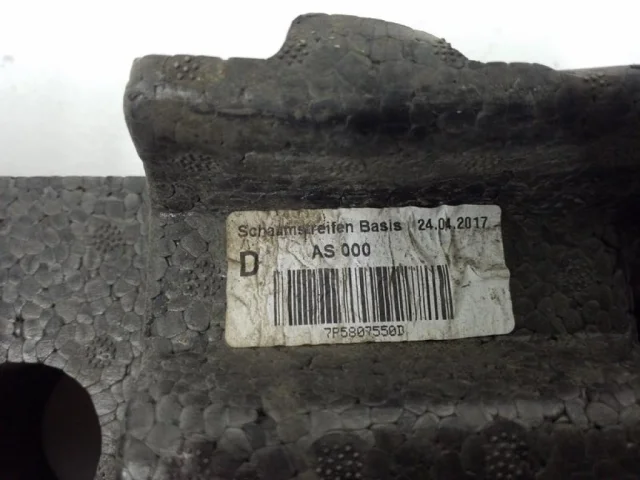 Schaumstreifen Basis 24.04.2017
D AS 000
7P5807550D